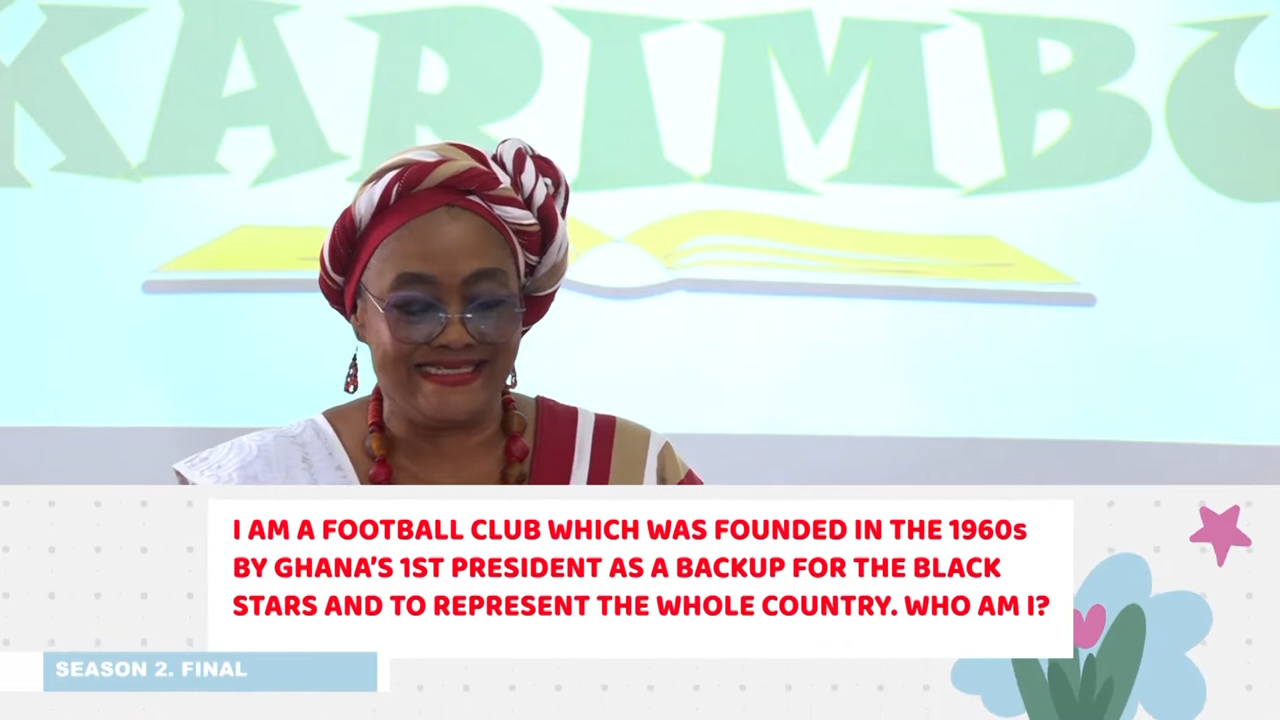 KARIMBU
I AM A FOOTBALL CLUB WHICH WAS FOUNDED IN THE 1960s
BY GHANA'S 1ST PRESIDENT AS A BACKUP FOR THE BLACK
STARS AND TO REPRESENT THE WHOLE COUNTRY. WHO AM I?
SEASON 2. FINAL